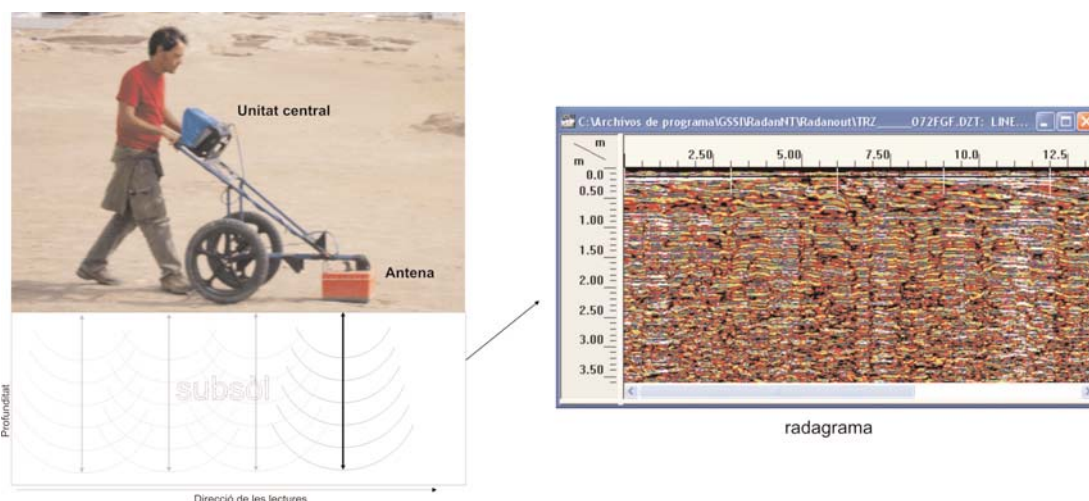 Unitat central
Antena
subsòl
Profunditat
Direcció de les lectures
C:\Archivos de programa\GSSI\RadanNT\Radanout\TRZ_____072FGF.DZT: LINE...
m
m
2.50 5.00 7.50 10.0 12.5
0.0
0.50
1.00
1.50
2.00
2.50
3.00
3.50
radagrama